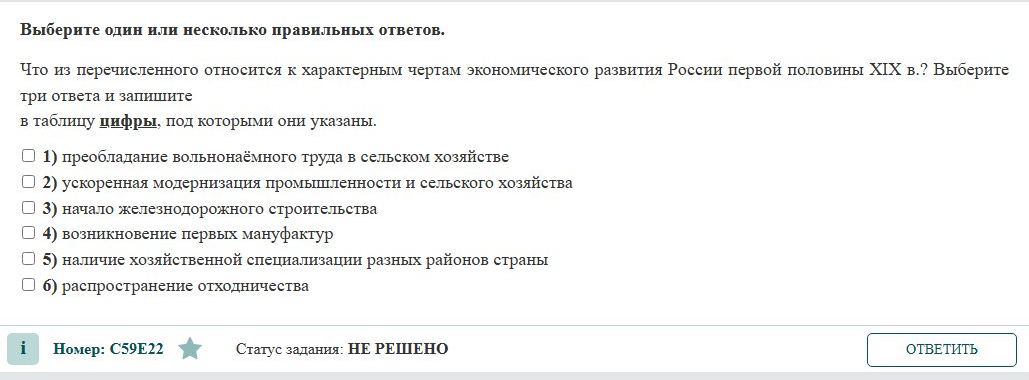 Выберите один или несколько правильных ответов.
Что из перечисленного относится к характерным чертам экономического развития России первой половины XIX в.? Выберите
три ответа и запишите
в таблицу цифры, под которыми они указаны.
1) преобладание вольнонаёмного труда в сельском хозяйстве
2) ускоренная модернизация промышленности и сельского хозяйства
3) начало железнодорожного строительства
4) возникновение первых мануфактур
5) наличие хозяйственной специализации разных районов страны
6) распространение отходничества
i Номер: C59E22 Статус задания: НЕ РЕШЕНО ОТВЕТИТЬ